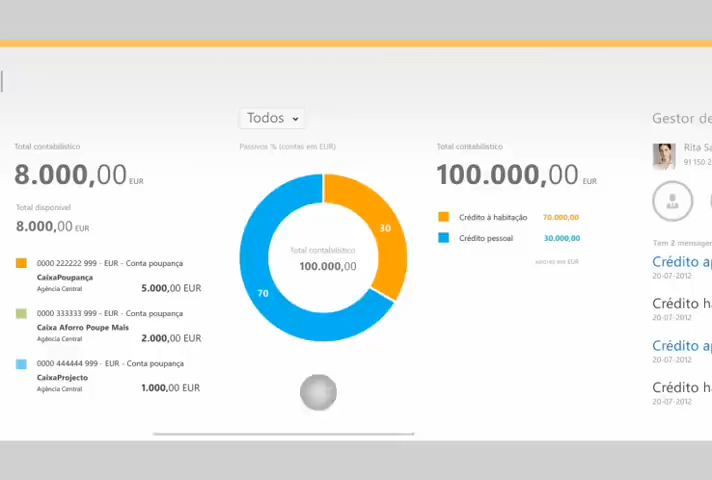 Todos
Total contabilístico
8.000,00 EUR
Total disponível
8.000,00 EUR
0000 222222 999 - EUR - Conta poupança
CaixaPoupança
Agência Central
5.000,00 EUR
0000 333333 999 - EUR - Conta poupança
Caixa Aforro Poupe Mais
Agência Central
2.000,00 EUR
0000 444444 999 - EUR - Conta poupança
CaixaProjecto
Agência Central
1.000,00 EUR
Passivos % (contas em EUR)
30
Total contabilístico
100.000,00
70
Total contabilístico
100.000,00 EUR
Crédito à habitação 70.000,00
Crédito pessoal 30.000,00
em EUR
Gestor de
Rita Sa
91 150 2
Tem 2 mensagen
Crédito ap
20-07-2012
Crédito ha
20-07-2012
Crédito ap
20-07-2012
Crédito ha
20-07-2012